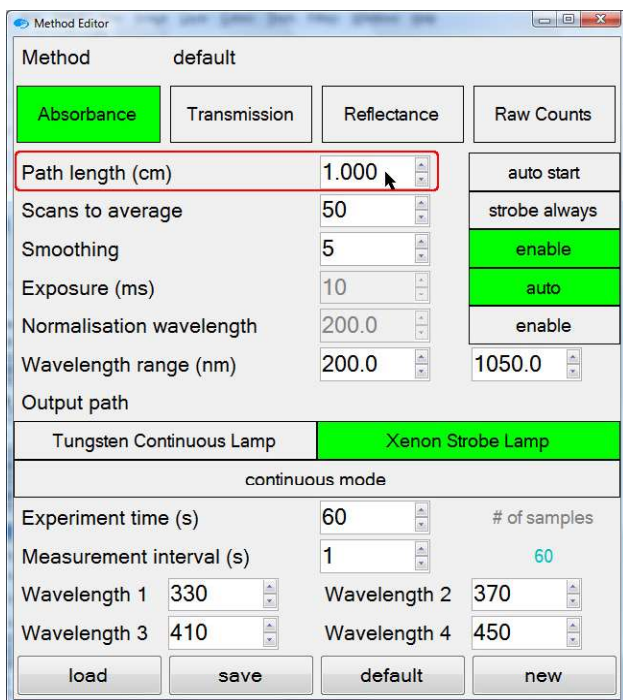 Method Editor
Method default
Absorbance Transmission Reflectance Raw Counts
Path length (cm) 1.000 auto start
Scans to average 50 strobe always
Smoothing 5 enable
Exposure (ms) 10 auto
Normalisation wavelength 200.0 enable
Wavelength range (nm) 200.0 1050.0
Output path
Tungsten Continuous Lamp Xenon Strobe Lamp
continuous mode
Experiment time (s) 60 # of samples
Measurement interval (s) 1 60
Wavelength 1 330 Wavelength 2 370
Wavelength 3 410 Wavelength 4 450
load save default new